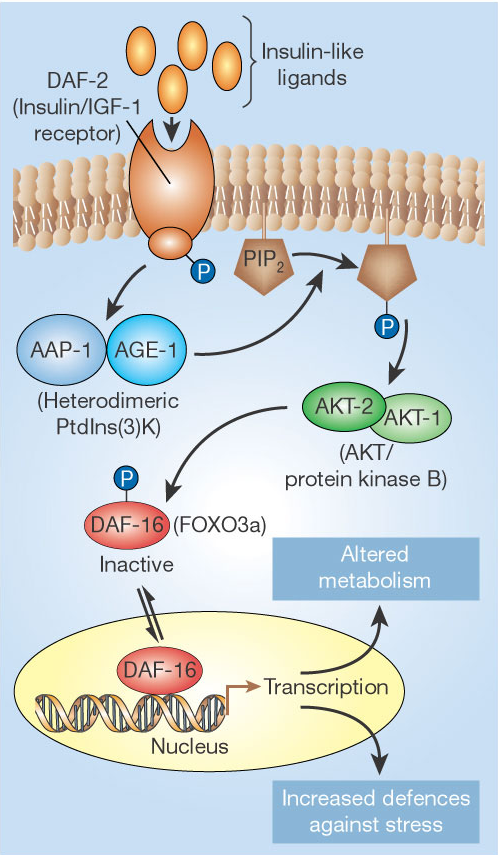 Insulin-like
ligands
DAF-2
(Insulin/IGF-1
receptor)
P
PIP2
P
AAP-1
AGE-1
(Heterodimeric
PtdIns(3)K)
AKT-2
AKT-1
(AKT/
protein kinase B)
P
DAF-16
(FOXO3a)
Inactive
Altered
metabolism
DAF-16
Transcription
Nucleus
Increased defences
against stress